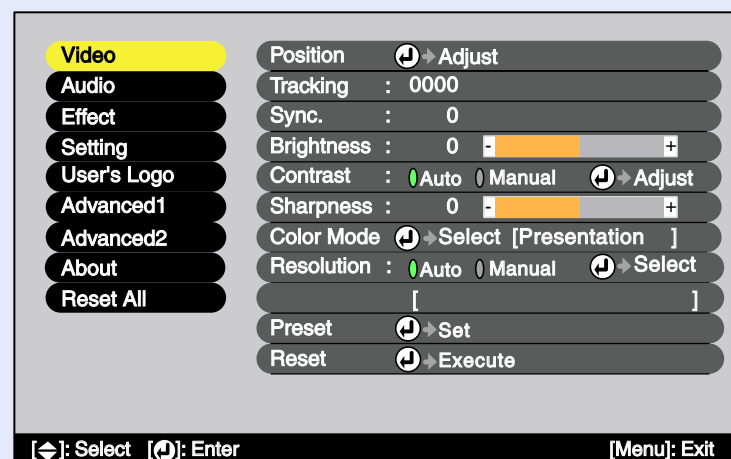 Video
Audio
Effect
Setting
User's Logo
Advanced1
Advanced2
About
Reset All
Position Adjust
Tracking : 0000
Sync. : 0
Brightness : 0 - +
Contrast : Auto Manual Adjust
Sharpness : 0 - +
Color Mode Select [Presentation ]
Resolution : Auto Manual Select
[ ]
Preset Set
Reset Execute
[ ]: Select [ ]: Enter [Menu]: Exit